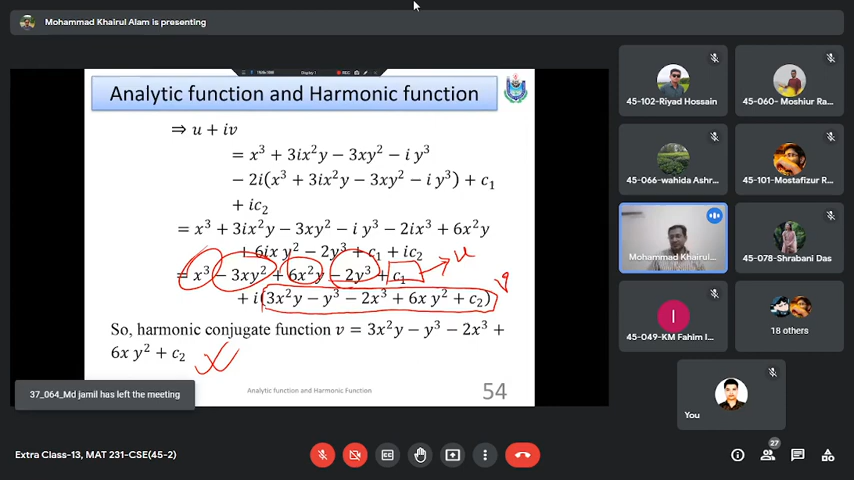 Mohammad Khairul Alam is presenting
Analytic function and Harmonic function
⇒ u + iv
= x³ + 3ix²y − 3xy² − i y³
− 2i(x³ + 3ix²y − 3xy² − i y³) + c₁
+ ic₂
= x³ + 3ix²y − 3xy² − i y³ − 2ix³ + 6x²y
+ 6ix y² − 2y³ + c₁ + ic₂
= x³ − 3xy² + 6x²y − 2y³ + c₁ u
+ i(3x²y − y³ − 2x³ + 6x y² + c₂) v
So, harmonic conjugate function v = 3x²y − y³ − 2x³ +
6x y² + c₂
Analytic function and Harmonic Function
54
37_064_Md jamil has left the meeting
45-102-Riyad Hossain
45-060- Moshiur Ra...
45-066-wahida Ashr...
45-101-Mostafizur R...
Mohammad Khairul...
45-078-Shrabani Das
I
45-049-KM Fahim I...
18 others
You
Extra Class-13, MAT 231-CSE(45-2)
27